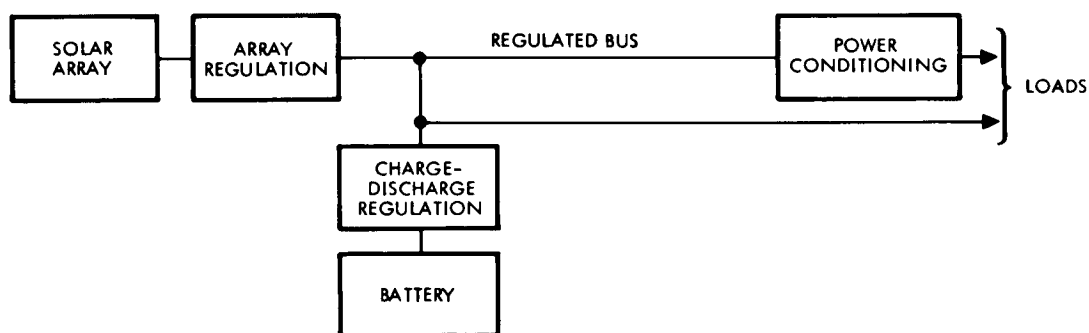 SOLAR
ARRAY
ARRAY
REGULATION
REGULATED BUS
POWER
CONDITIONING
LOADS
CHARGE-
DISCHARGE
REGULATION
BATTERY